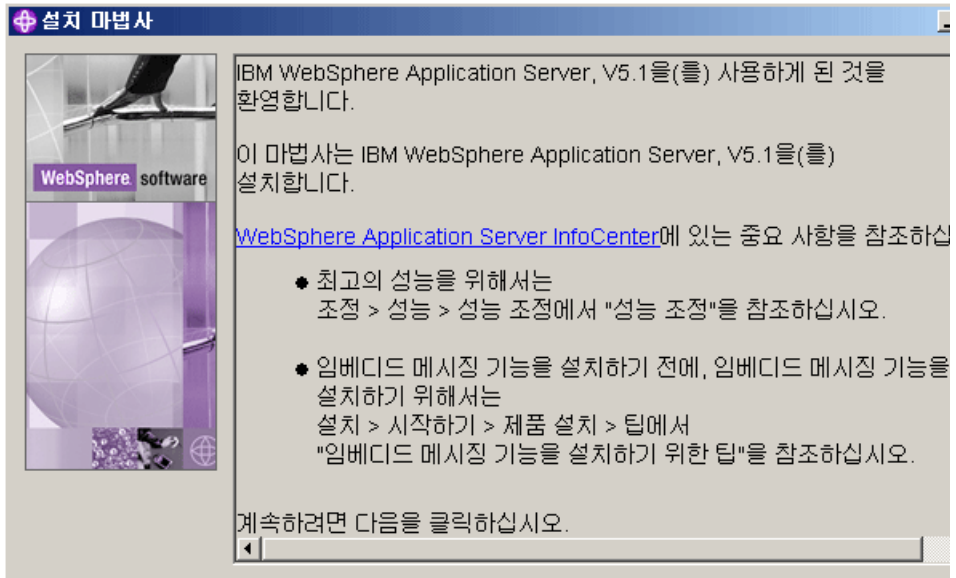 설치 마법사
WebSphere software
IBM WebSphere Application Server, V5.1을(를) 사용하게 된 것을
환영합니다.
이 마법사는 IBM WebSphere Application Server, V5.1을(를)
설치합니다.
WebSphere Application Server InfoCenter에 있는 중요 사항을 참조하십
● 최고의 성능을 위해서는
조정 > 성능 > 성능 조정에서 "성능 조정"을 참조하십시오.
● 임베디드 메시징 기능을 설치하기 전에, 임베디드 메시징 기능을
설치하기 위해서는
설치 > 시작하기 > 제품 설치 > 팁에서
"임베디드 메시징 기능을 설치하기 위한 팁"을 참조하십시오.
계속하려면 다음을 클릭하십시오.